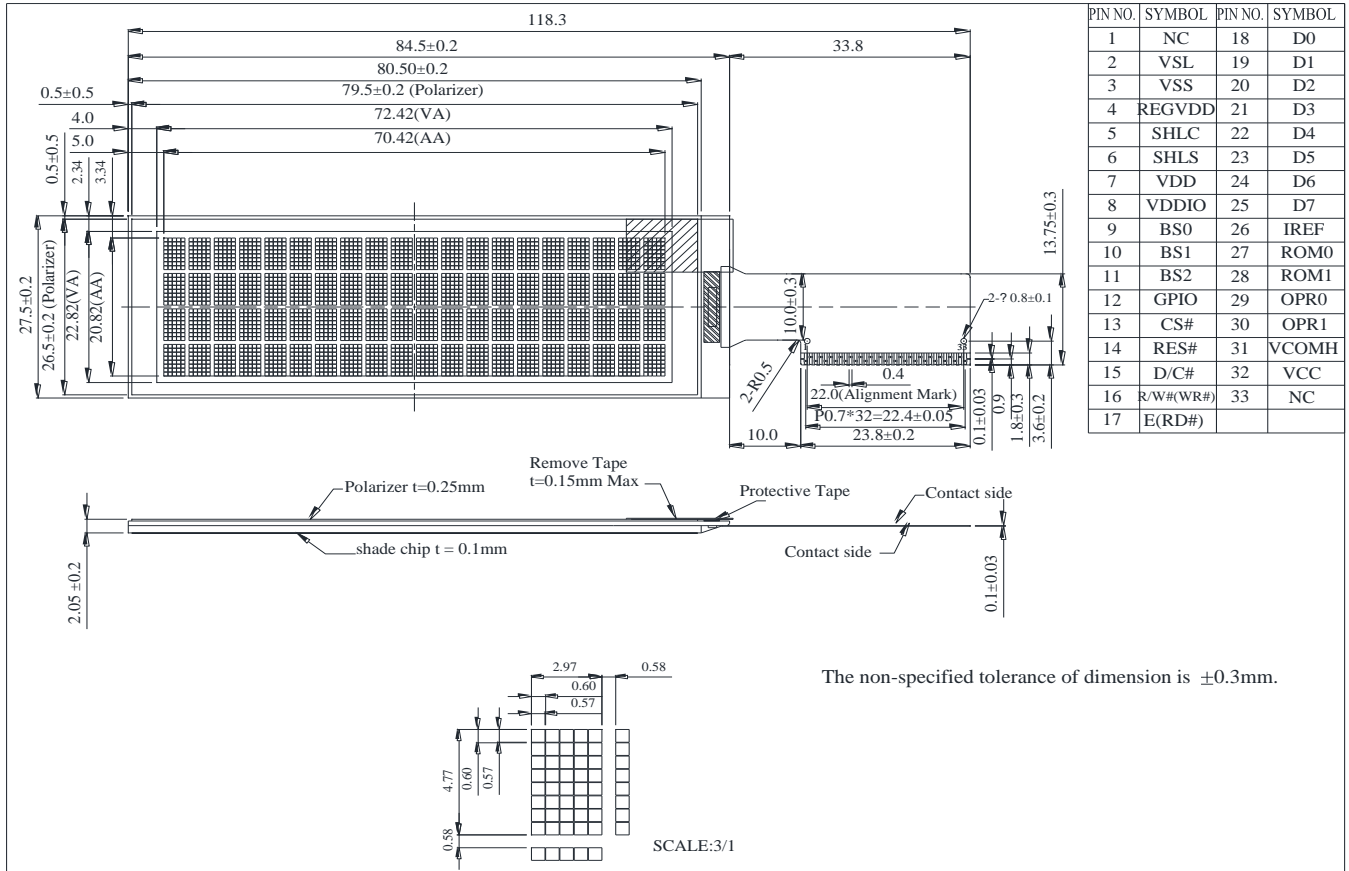 118.3
84.5±0.2
33.8
80.50±0.2
79.5±0.2 (Polarizer)
0.5±0.5
72.42(VA)
4.0
70.42(AA)
5.0
0.5±0.5
2.34
3.34
27.5±0.2
26.5±0.2 (Polarizer)
22.82(VA)
20.82(AA)
13.75±0.3
10.0±0.3
2-? 0.8±0.1
33
1
2-R0.5
0.4
22.0(Alignment Mark)
P0.7*32=22.4±0.05
10.0
23.8±0.2
0.1±0.03
0.9
1.8±0.3
3.6±0.2
PIN NO. SYMBOL PIN NO. SYMBOL
1 NC 18 D0
2 VSL 19 D1
3 VSS 20 D2
4 REGVDD 21 D3
5 SHLC 22 D4
6 SHLS 23 D5
7 VDD 24 D6
8 VDDIO 25 D7
9 BS0 26 IREF
10 BS1 27 ROM0
11 BS2 28 ROM1
12 GPIO 29 OPR0
13 CS# 30 OPR1
14 RES# 31 VCOMH
15 D/C# 32 VCC
16 R/W#(WR#) 33 NC
17 E(RD#)
Polarizer t=0.25mm
Remove Tape
t=0.15mm Max
Protective Tape
Contact side
shade chip t = 0.1mm
Contact side
2.05 ±0.2
0.1±0.03
2.97
0.58
0.60
0.57
4.77
0.60
0.57
0.58
SCALE:3/1
The non-specified tolerance of dimension is ±0.3mm.